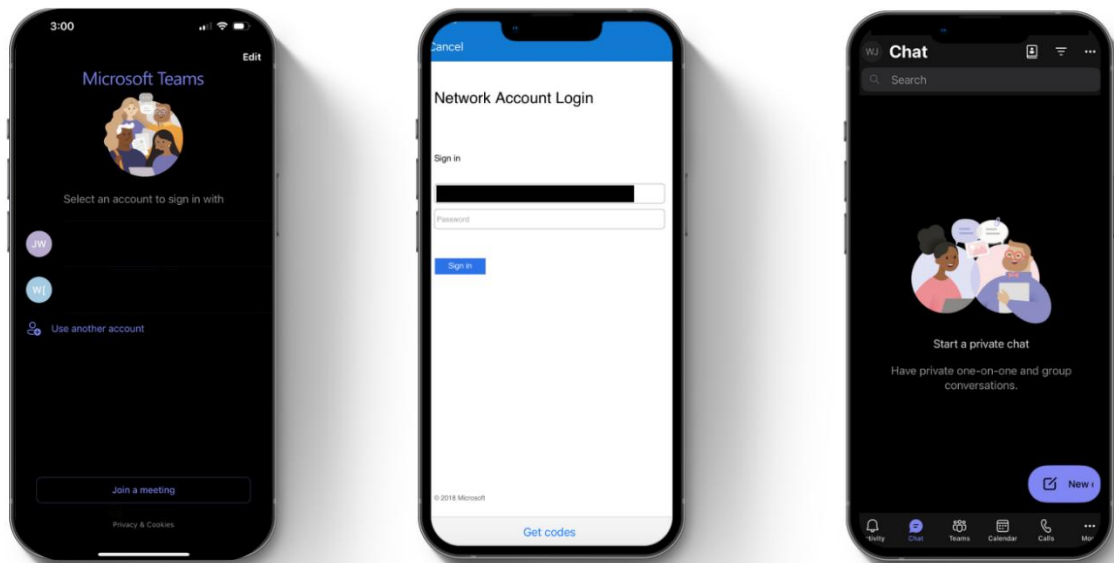 3:00
Edit
Microsoft Teams
Select an account to sign in with
JW
W[
Use another account
Join a meeting
Privacy & Cookies
Cancel
Network Account Login
Sign in
Password
Sign in
© 2018 Microsoft
Get codes
WJ Chat
Search
Start a private chat
Have private one-on-one and group
conversations.
New
Chat Teams Calendar Calls